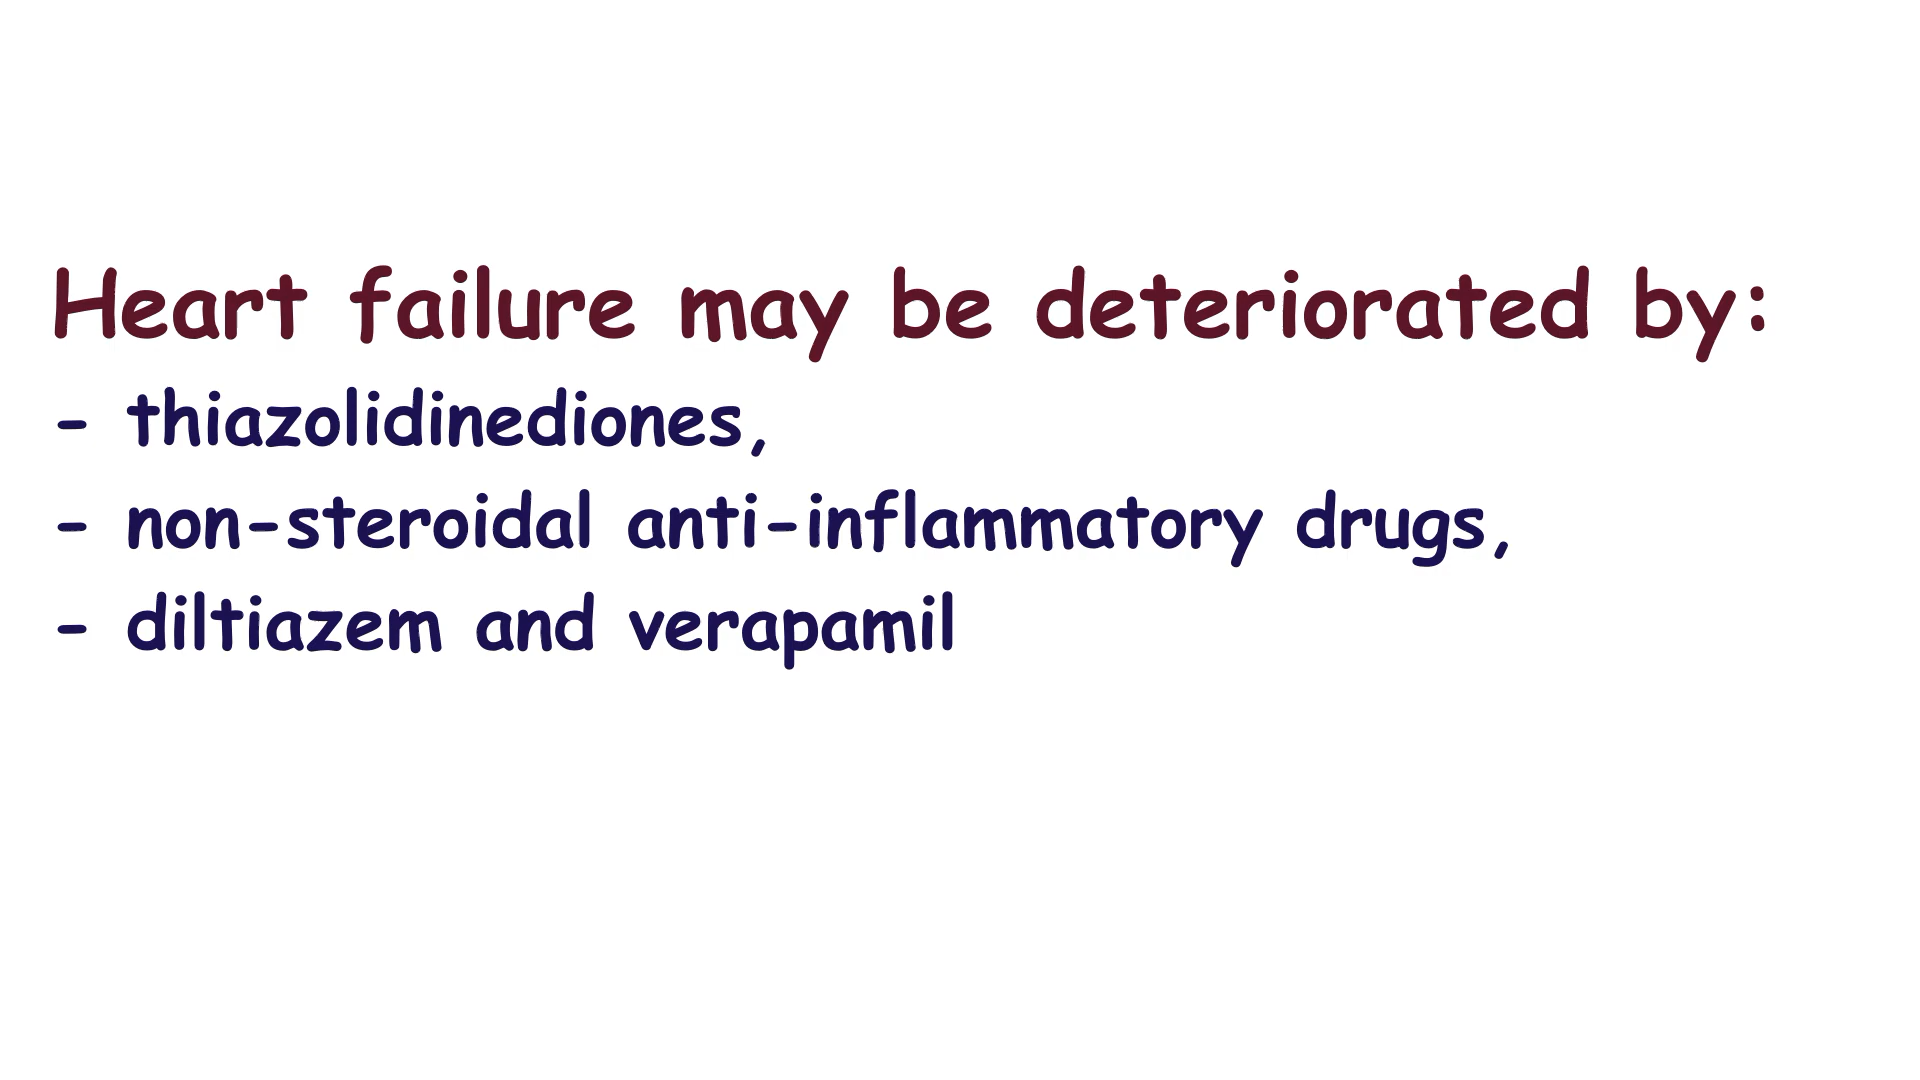 Heart failure may be deteriorated by:
- thiazolidinediones,
- non-steroidal anti-inflammatory drugs,
- diltiazem and verapamil